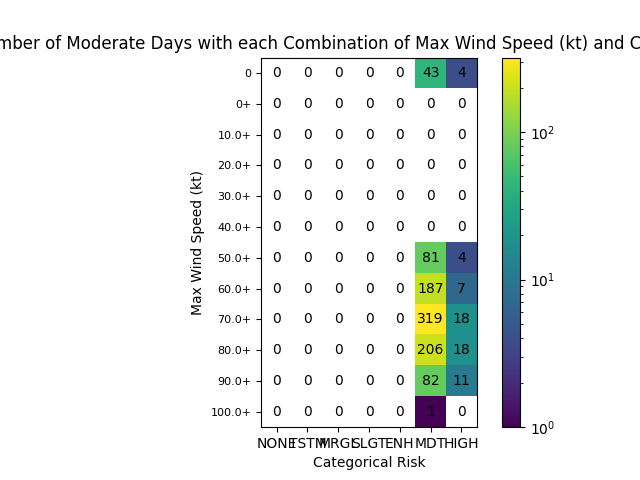 mber of Moderate Days with each Combination of Max Wind Speed (kt) and C
0 0 0 0 0 0 43 4
0+ 0 0 0 0 0 0 0
10.0+ 0 0 0 0 0 0 0
20.0+ 0 0 0 0 0 0 0
30.0+ 0 0 0 0 0 0 0
40.0+ 0 0 0 0 0 0 0
50.0+ 0 0 0 0 0 81 4
60.0+ 0 0 0 0 0 187 7
70.0+ 0 0 0 0 0 319 18
80.0+ 0 0 0 0 0 206 18
90.0+ 0 0 0 0 0 82 11
100.0+ 0 0 0 0 0 1 0
NONE TSTM MRGL SLGT ENH MDT HIGH
Categorical Risk
Max Wind Speed (kt)
10^2
10^1
10^0